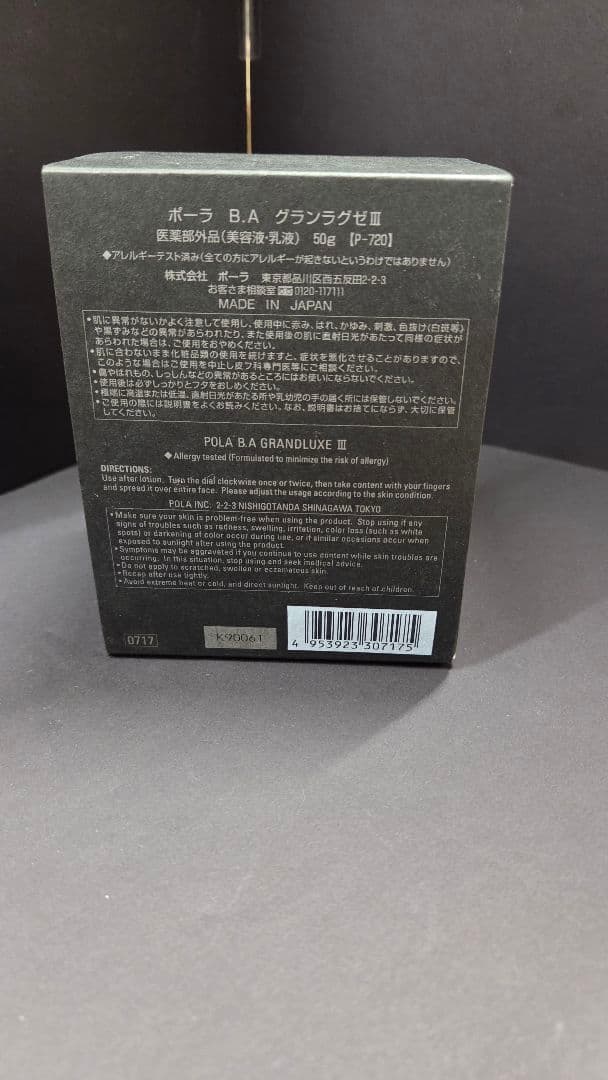 ポーラ B.A グランラグゼⅢ
医薬部外品(美容液・乳液) 50g 【P-720】
◆アレルギーテスト済み(全ての方にアレルギーが起きないというわけではありません)
株式会社 ポーラ 東京都品川区西五反田2-2-3
お客さま相談室 0120-117111
MADE IN JAPAN
・肌に異常がないかよく注意して使用し、使用中に赤み、はれ、かゆみ、刺激、色抜け(白斑等)
や黒ずみなどの異常があらわれたり、また使用後の肌に直射日光があたって同様の症状が
あらわれた場合は、ご使用をおやめください。
・肌に合わないまま化粧品類の使用を続けますと、症状を悪化させることがありますので、
このような場合はご使用を中止し皮フ科専門医等にご相談ください。
・傷やはれもの、しっしんなどの異常があるところにはお使いにならないでください。
・使用後は必ずしっかりとフタをおしめください。
・極端に高温または低温、直射日光があたる所や乳幼児の手の届く所には保管しないでください。
・ご使用の際には説明書をよくお読みください。なお、説明書はお捨てにならず、大切に保管
してください。
POLA B.A GRANDLUXE Ⅲ
◆Allergy tested (Formulated to minimize the risk of allergy)
DIRECTIONS:
Use after lotion. Turn the dial clockwise once or twice, then take content with your fingers
and spread it over entire face. Please adjust the usage according to the skin condition.
POLA INC. 2-2-3 NISHIGOTANDA SHINAGAWA TOKYO
•Make sure your skin is problem-free when using the product. Stop using if any
signs of troubles such as redness, swelling, irritation, color loss (such as white
spots) or darkening of color occur during use, or if similar occasions occur when
exposed to sunlight after using the product.
•Symptoms may be aggravated if you continue to use content while skin troubles are
occurring. In this situation, stop using and seek medical advice.
•Do not apply to scratched, swollen or eczematous skin.
•Recap after use tightly.
•Avoid extreme heat or cold, and direct sunlight. Keep out of reach of children.
0717
K90061
4 953923 307175